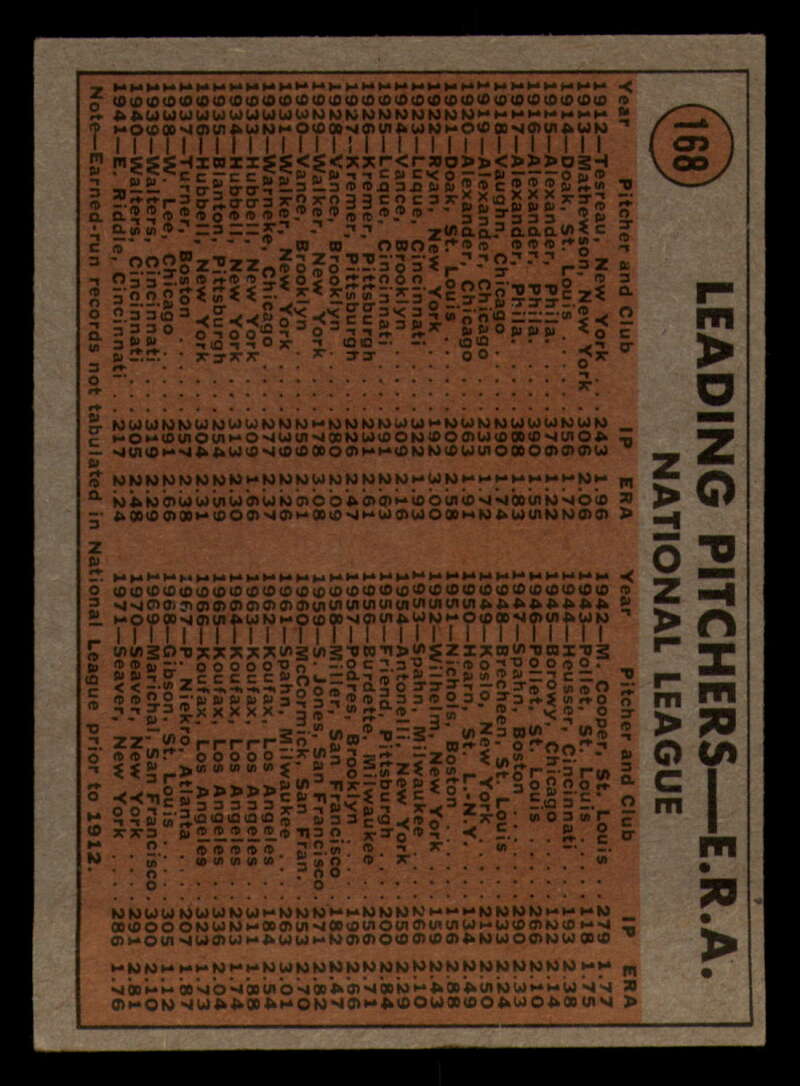 168
LEADING PITCHERS—E.R.A.
NATIONAL LEAGUE
Year Pitcher and Club IP ERA
1912—Tesreau, New York . . . 243 1.96
1913—Mathewson, New York . 306 2.06
1914—Doak, St. Louis . . . . . . 256 1.72
1915—Alexander, Phila. . . . . . 376 1.22
1916—Alexander, Phila. . . . . . 390 1.55
1917—Alexander, Phila. . . . . . 388 1.83
1918—Vaughn, Chicago . . . . . 290 1.74
1919—Alexander, Chicago . . . 235 1.72
1920—Alexander, Chicago . . . 363 1.91
1921—Doak, St. Louis . . . . . . 209 2.58
1922—Ryan, New York . . . . . . 192 3.00
1923—Luque, Cincinnati . . . . 322 1.93
1924—Vance, Brooklyn . . . . . 309 2.16
1925—Luque, Cincinnati . . . . 291 2.63
1926—Kremer, Pittsburgh . . . 231 2.61
1927—Kremer, Pittsburgh . . . 226 2.47
1928—Vance, Brooklyn . . . . . 280 2.09
1929—Walker, New York . . . . 178 3.08
1930—Vance, Brooklyn . . . . . 259 2.61
1931—Walker, New York . . . . 239 2.26
1932—Warneke, Chicago . . . . 277 2.37
1933—Hubbell, New York . . . . 309 1.66
1934—Hubbell, New York . . . . 313 2.30
1935—Blanton, Pittsburgh . . . 254 2.59
1936—Hubbell, New York . . . . 304 2.31
1937—Turner, Boston . . . . . . 257 2.38
1938—W. Lee, Chicago . . . . . 291 2.66
1939—Walters, Cincinnati . . . 319 2.29
1940—Walters, Cincinnati . . . 305 2.48
1941—E. Riddle, Cincinnati . . 217 2.24
Year Pitcher and Club IP ERA
1942—M. Cooper, St. Louis . . 279 1.77
1943—Pollet, St. Louis . . . . . 118 1.75
1944—Heusser, Cincinnati . . . 193 2.38
1945—Borowy, Chicago . . . . . 122 2.14
1946—Pollet, St. Louis . . . . . 266 2.10
1947—Spahn, Boston . . . . . . 290 2.33
1948—Brecheen, St. Louis . . . 233 2.24
1949—Koslo, New York . . . . . 212 2.50
1950—Hearn, St. L.-N.Y. . . . . 134 2.49
1951—Nichols, Boston . . . . . . 156 2.88
1952—Wilhelm, New York . . . . 159 2.43
1953—Spahn, Milwaukee . . . . 266 2.10
1954—Antonelli, New York . . . 259 2.29
1955—Friend, Pittsburgh . . . . 200 2.84
1956—Burdette, Milwaukee . . 256 2.71
1957—Podres, Brooklyn . . . . . 196 2.66
1958—Miller, San Francisco . . 182 2.47
1959—S. Jones, San Francisco . 271 2.82
1960—McCormick, San Fran. . . 253 2.70
1961—Spahn, Milwaukee . . . . 263 3.01
1962—Koufax, Los Angeles . . . 184 2.54
1963—Koufax, Los Angeles . . . 311 1.88
1964—Koufax, Los Angeles . . . 223 1.74
1965—Koufax, Los Angeles . . . 336 2.04
1966—Koufax, Los Angeles . . . 323 1.73
1967—P. Niekro, Atlanta . . . . 207 1.87
1968—Gibson, St. Louis . . . . . 305 1.12
1969—Marichal, San Francisco . 300 2.10
1970—Seaver, New York . . . . 291 2.81
1971—Seaver, New York . . . . 286 1.76
Note—Earned-run records not tabulated in National League prior to 1912.